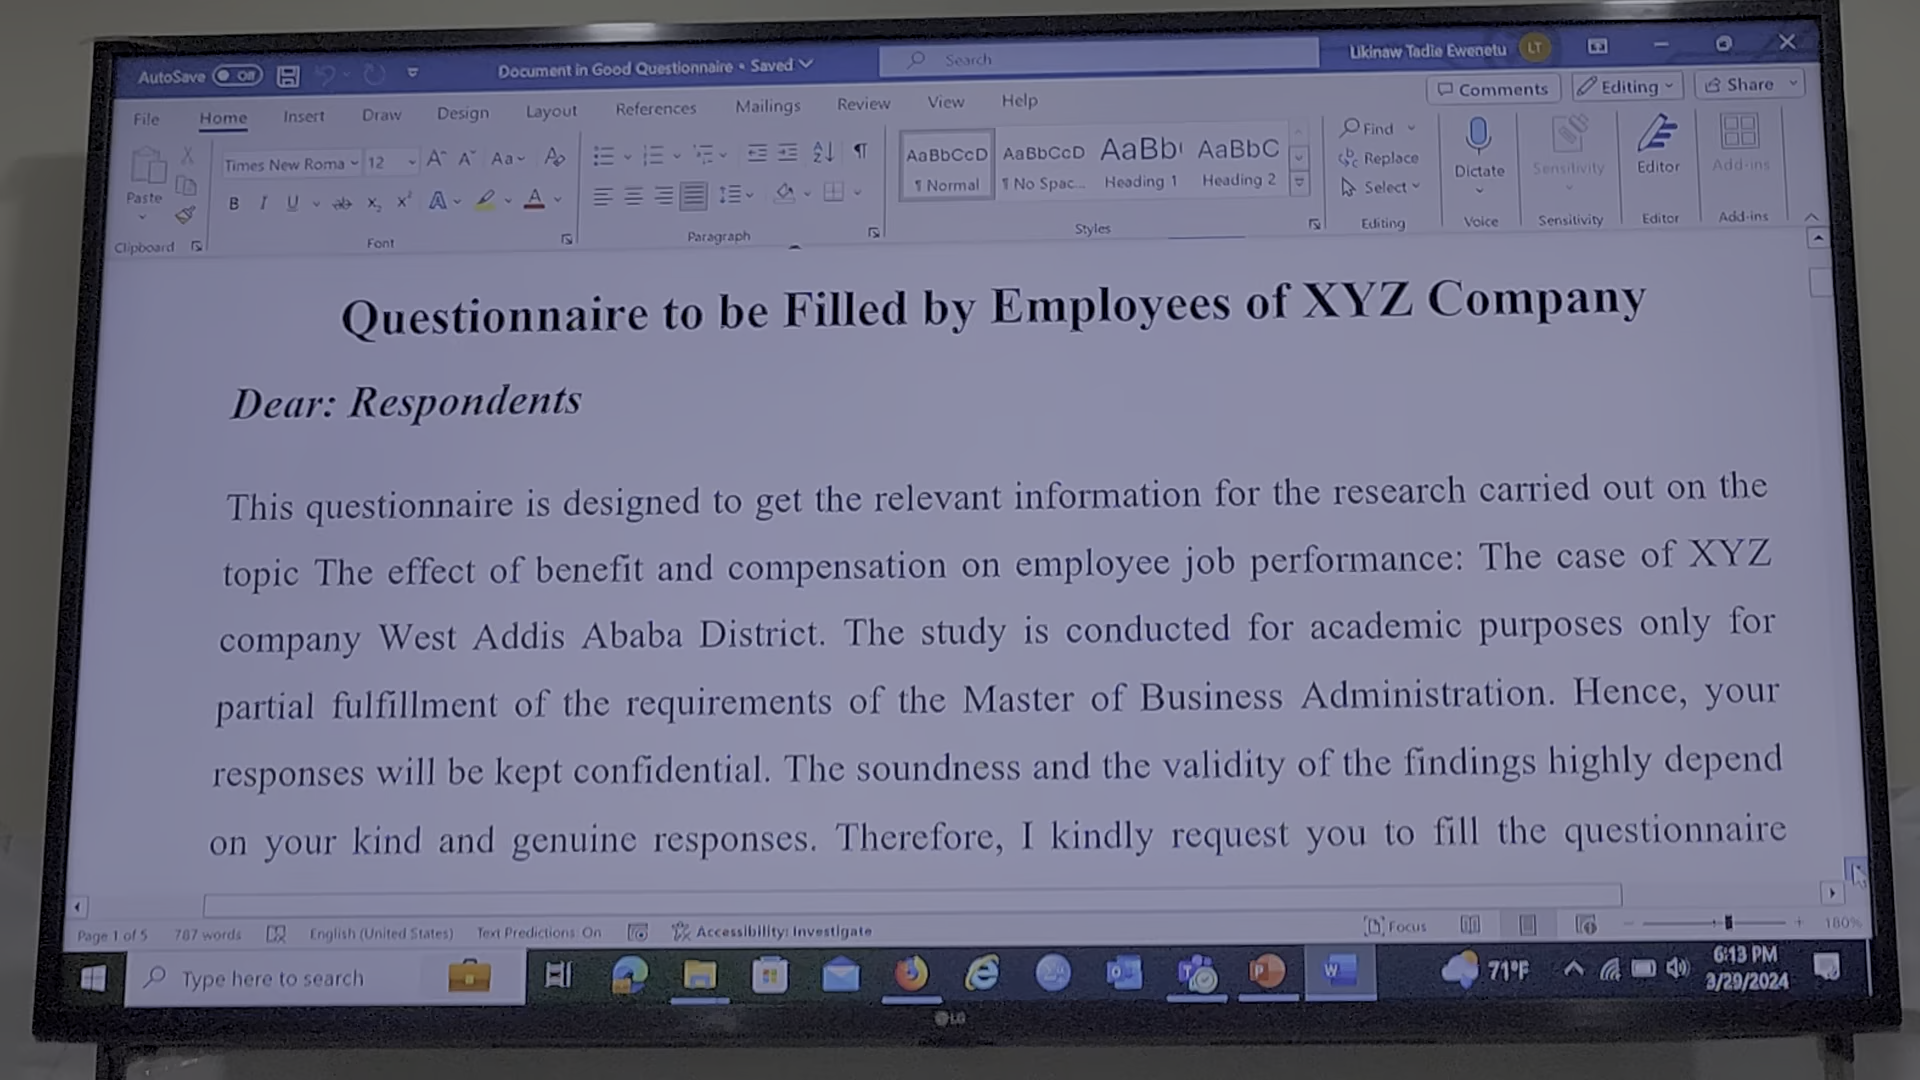 AutoSave Off Document in Good Questionnaire • Saved Search Likinaw Tadie Ewenetu LT
File Home Insert Draw Design Layout References Mailings Review View Help Comments Editing Share
Paste Times New Roma 12 Aa AaBbCcD AaBbCcD AaBb AaBbC Find Replace Select Dictate Sensitivity Editor Add-ins
B I U ab x₂ x² A A ¶ Normal ¶ No Spac... Heading 1 Heading 2
Clipboard Font Paragraph Styles Editing Voice Sensitivity Editor Add-ins
Questionnaire to be Filled by Employees of XYZ Company
Dear: Respondents
This questionnaire is designed to get the relevant information for the research carried out on the
topic The effect of benefit and compensation on employee job performance: The case of XYZ
company West Addis Ababa District. The study is conducted for academic purposes only for
partial fulfillment of the requirements of the Master of Business Administration. Hence, your
responses will be kept confidential. The soundness and the validity of the findings highly depend
on your kind and genuine responses. Therefore, I kindly request you to fill the questionnaire
Page 1 of 5 787 words English (United States) Text Predictions: On Accessibility: Investigate Focus 180%
Type here to search 71°F 6:13 PM
3/29/2024
LG